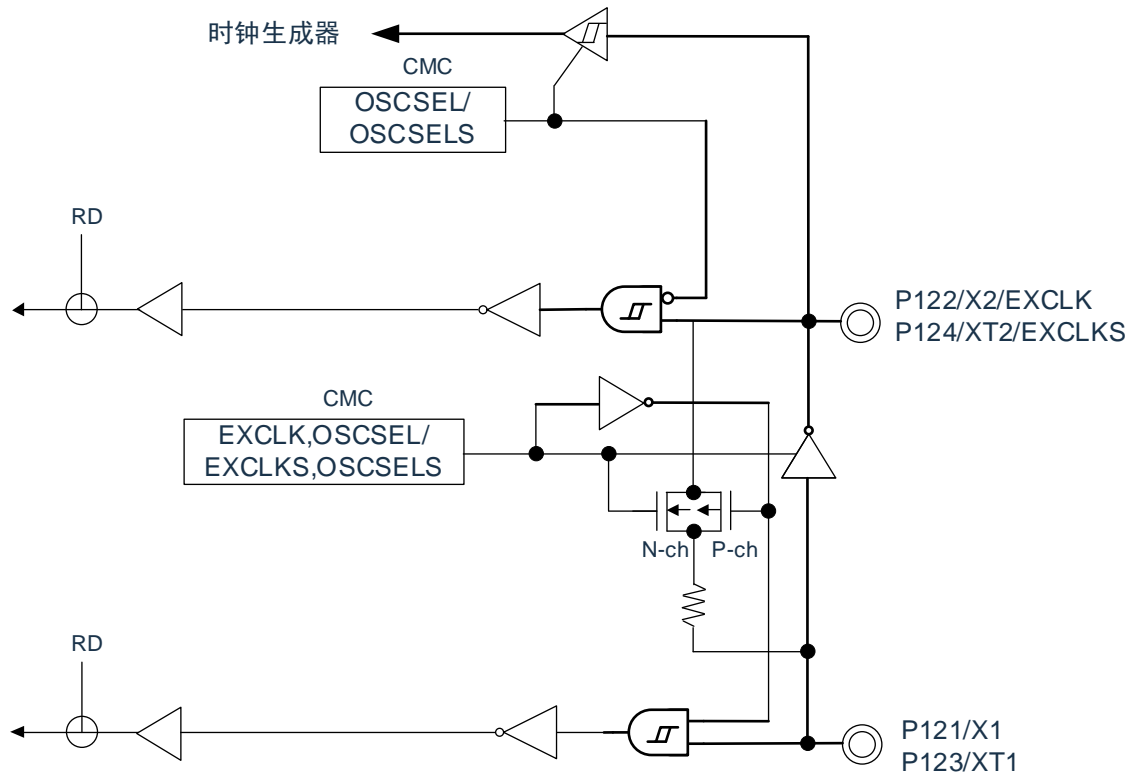 时钟生成器
CMC
OSCSEL/
OSCSELS
RD
P122/X2/EXCLK
P124/XT2/EXCLKS
CMC
EXCLK,OSCSEL/
EXCLKS,OSCSELS
N-ch
P-ch
RD
P121/X1
P123/XT1